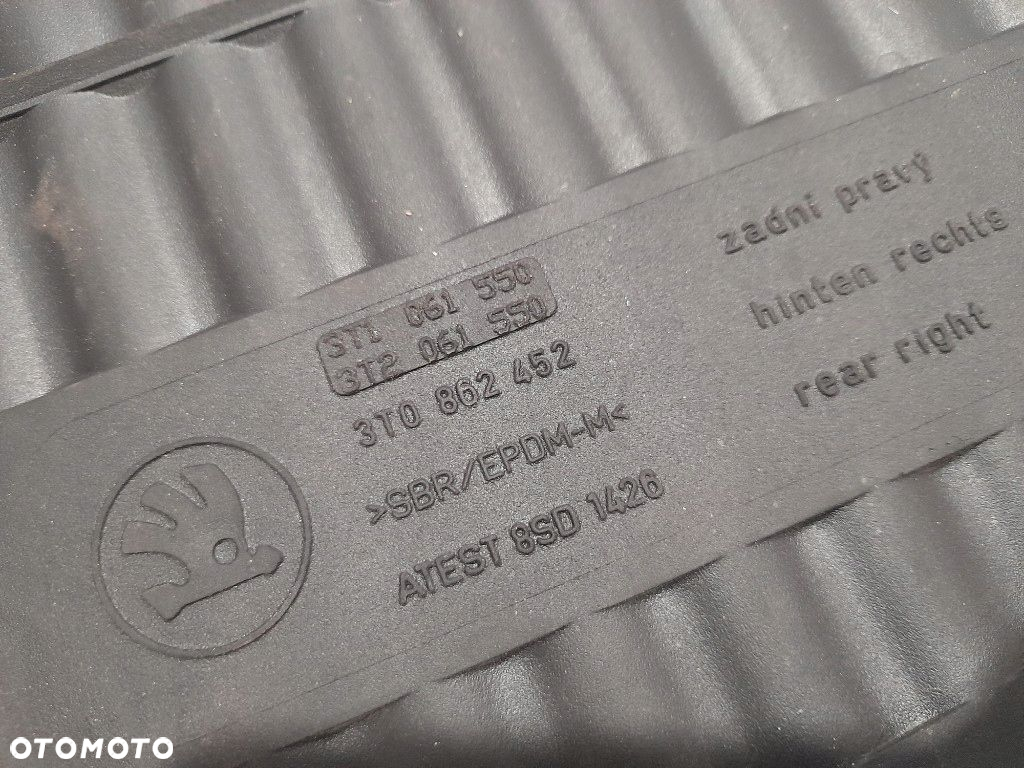 3T1 061 550
3T2 061 550
3T0 862 452
>SBR/EPDM-M<
ATEST 8SD 1426
zadni pravý
hinten rechts
rear right
OTOMOTO